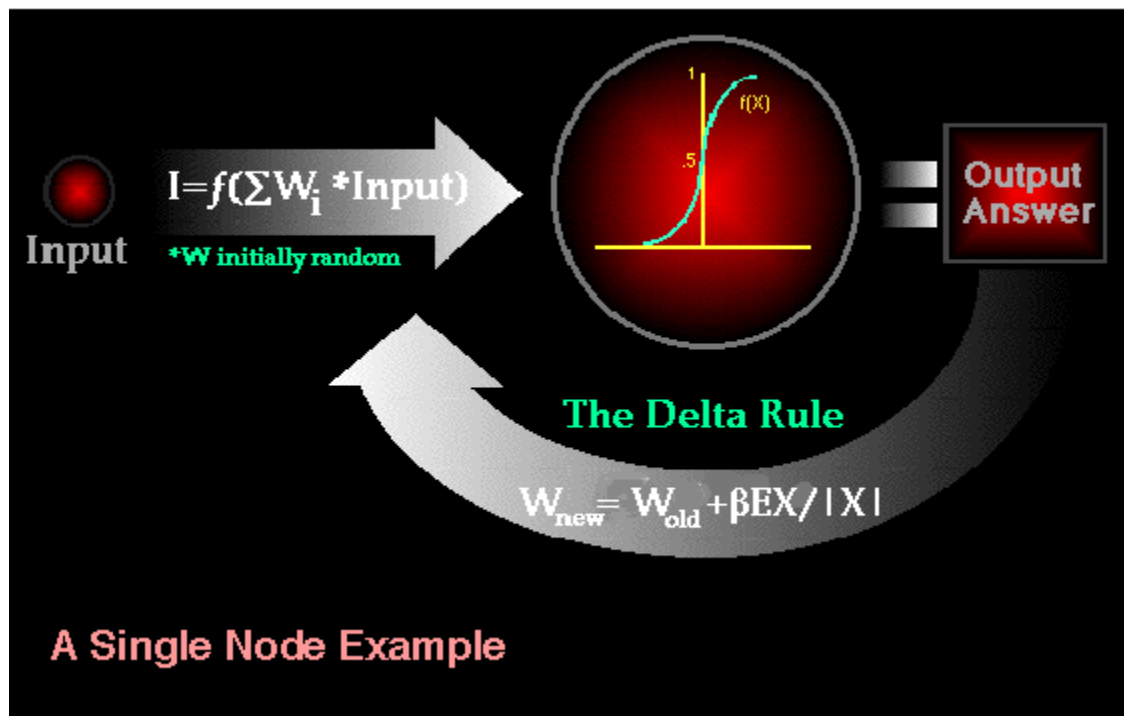 1
f(X)
.5
I=f(∑Wi *Input)
Input
*W initially random
Output
Answer
The Delta Rule
Wnew= Wold+βEX/|X|
A Single Node Example